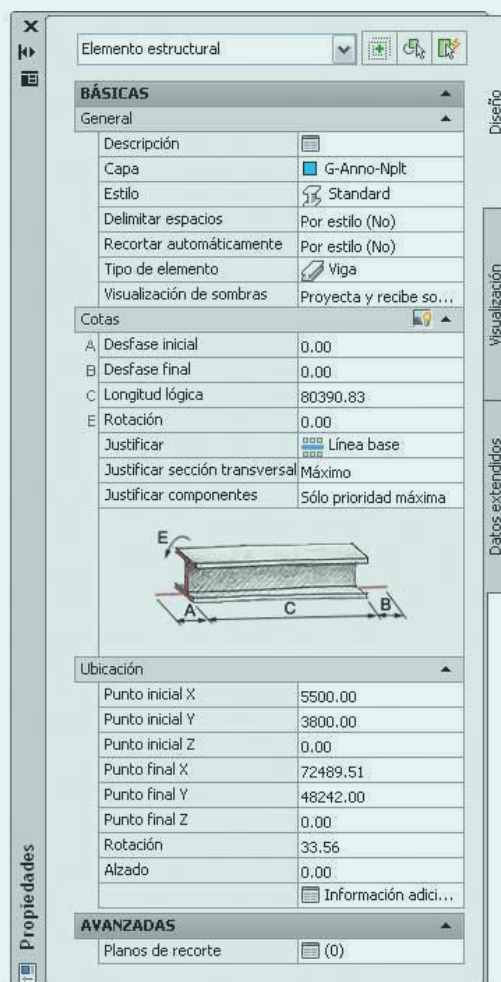 Elemento estructural
BÁSICAS
General
Descripción
Capa G-Anno-Nplt
Estilo Standard
Delimitar espacios Por estilo (No)
Recortar automáticamente Por estilo (No)
Tipo de elemento Viga
Visualización de sombras Proyecta y recibe so...
Cotas
A Desfase inicial 0.00
B Desfase final 0.00
C Longitud lógica 80390.83
E Rotación 0.00
Justificar Línea base
Justificar sección transversal Máximo
Justificar componentes Sólo prioridad máxima
E
A C B
Ubicación
Punto inicial X 5500.00
Punto inicial Y 3800.00
Punto inicial Z 0.00
Punto final X 72489.51
Punto final Y 48242.00
Punto final Z 0.00
Rotación 33.56
Alzado 0.00
Información adici...
AVANZADAS
Planos de recorte (0)
Propiedades
Diseño
Visualización
Datos extendidos